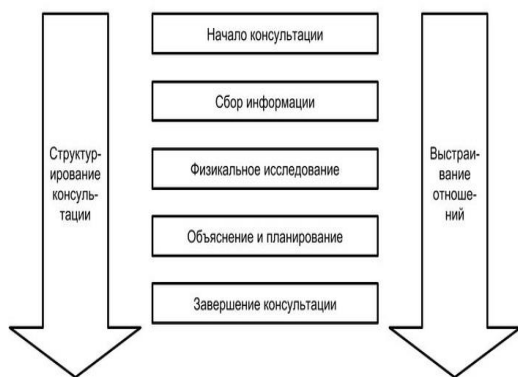 Начало консультации
Сбор информации
Физикальное исследование
Объяснение и планирование
Завершение консультации
Структур-
ирование
консуль-
тации
Выстраи-
вание
отноше-
ний